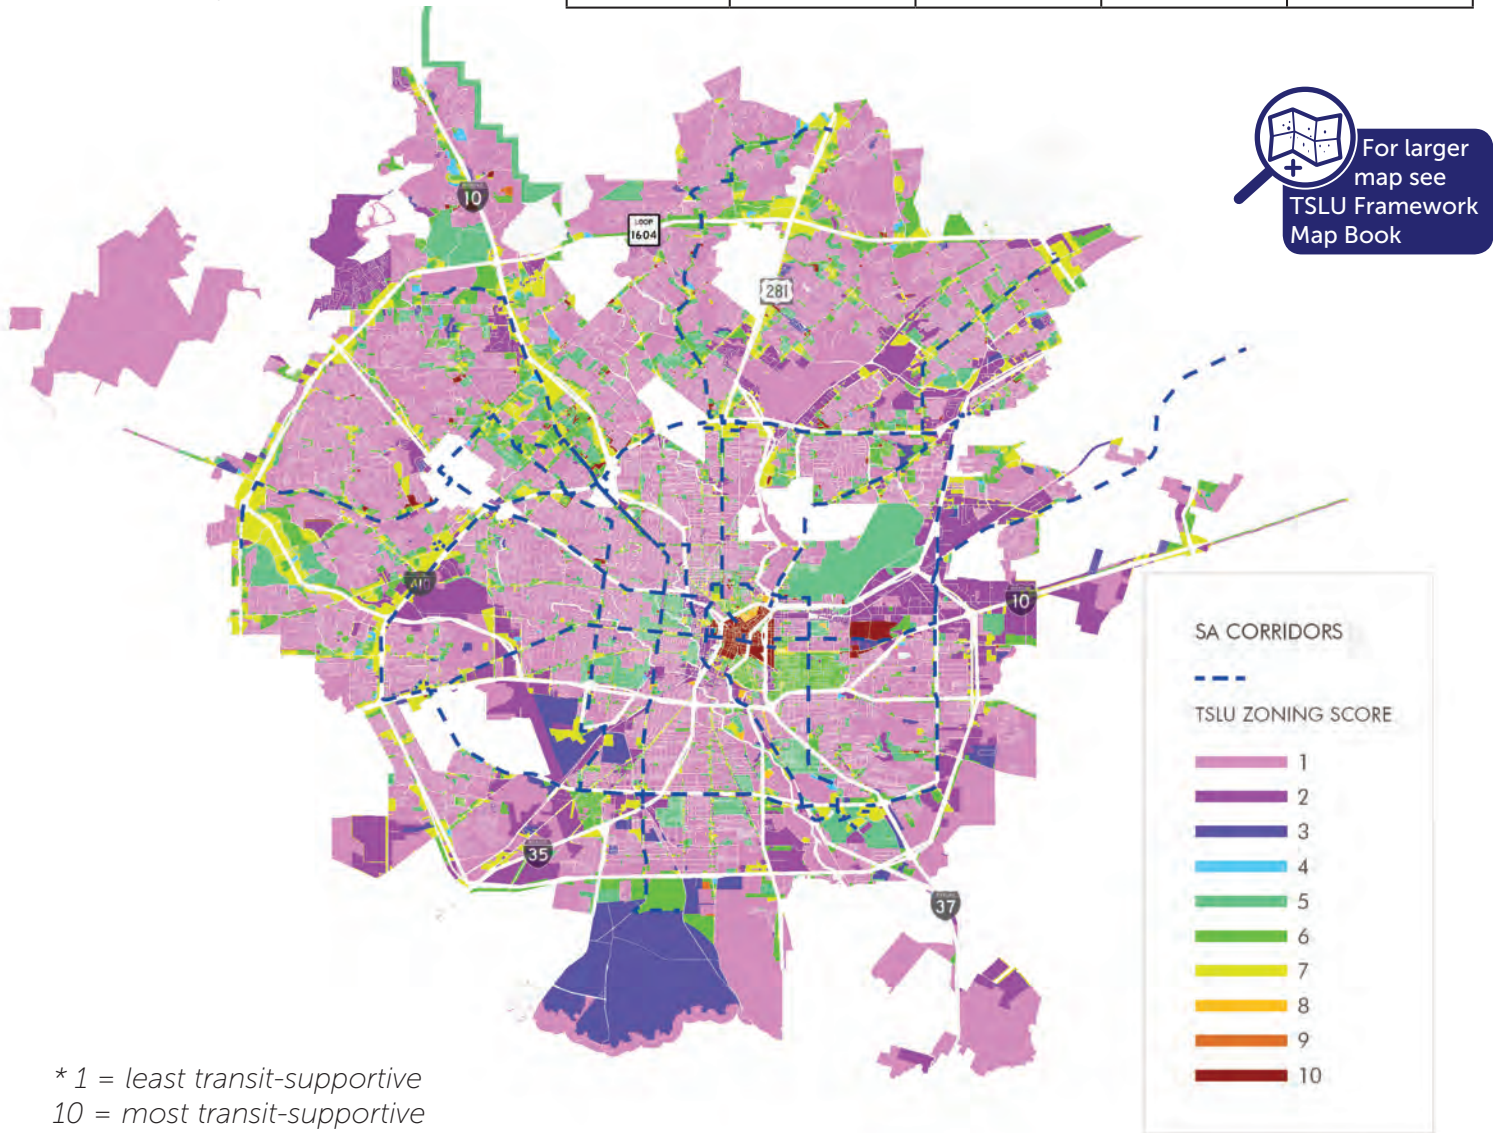 For larger
map see
TSLU Framework
Map Book
10
LOOP
1604
281
410
10
35
37
SA CORRIDORS
TSLU ZONING SCORE
1
2
3
4
5
6
7
8
9
10
* 1 = least transit-supportive
10 = most transit-supportive